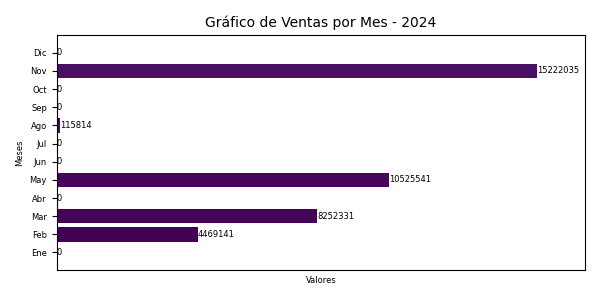 Gráfico de Ventas por Mes - 2024
Meses
Dic 0
Nov 15222035
Oct 0
Sep 0
Ago 115814
Jul 0
Jun 0
May 10525541
Abr 0
Mar 8252331
Feb 4469141
Ene 0
Valores